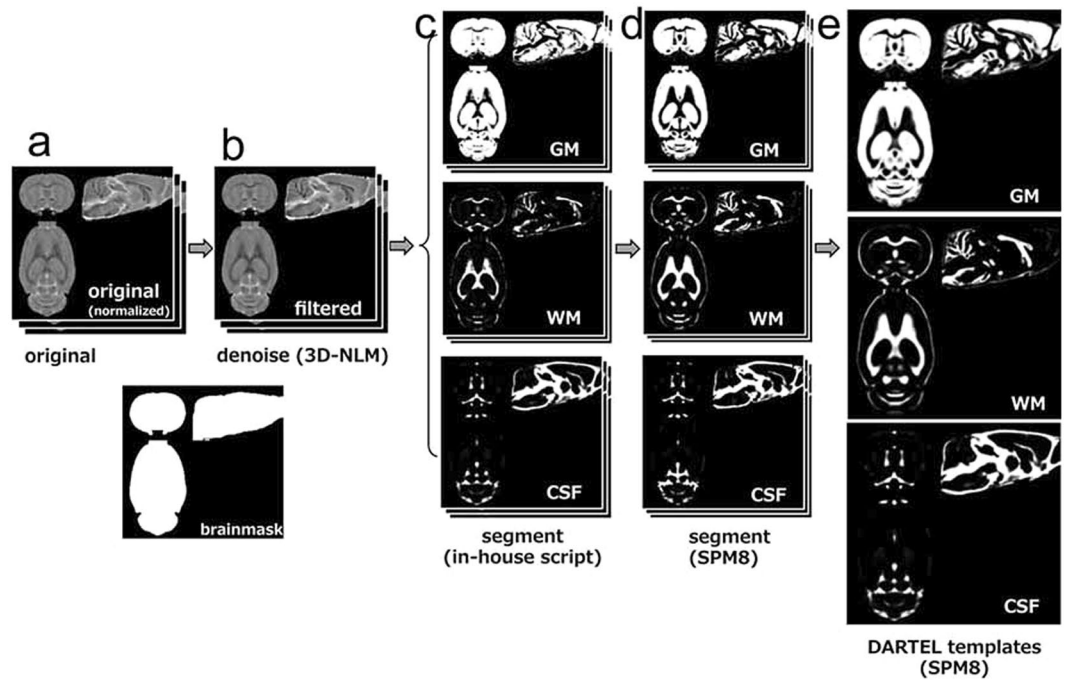 a
original
(normalized)
original
b
filtered
denoise (3D-NLM)
brainmask
c
GM
WM
CSF
segment
(in-house script)
d
GM
WM
CSF
segment
(SPM8)
e
GM
WM
CSF
DARTEL templates
(SPM8)